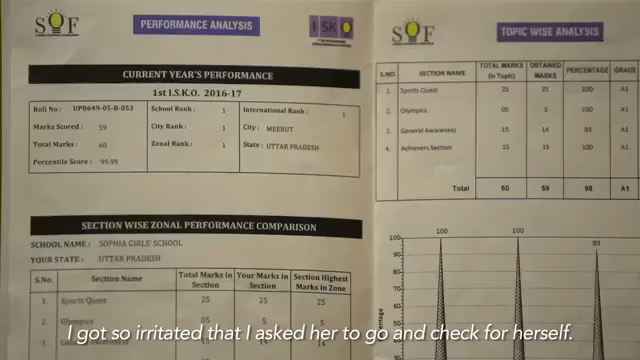 SOF
PERFORMANCE ANALYSIS
ISKO
CURRENT YEAR'S PERFORMANCE
1st I.S.K.O. 2016-17
Roll No : UP0649-05-B-053 School Rank : 1 International Rank : 1
Marks Scored : 59 City Rank : 1 City : MEERUT
Total Marks : 60 Zonal Rank : 1 State : UTTAR PRADESH
Percentile Score : 99.99
SECTION WISE ZONAL PERFORMANCE COMPARISON
SCHOOL NAME : SOPHIA GIRLS' SCHOOL
YOUR STATE : UTTAR PRADESH
S.No. Section Name Total Marks in Section Your Marks in Section Section Highest Marks in Zone
1. Sports Quest 25 25 25
2. Olympics 05 5 5
3. 14
SOF
TOPIC WISE ANALYSIS
S.NO. SECTION NAME TOTAL MARKS (in Topic) OBTAINED MARKS PERCENTAGE GRADE
1. Sports Quest 25 25 100 A1
2. Olympics 05 5 100 A1
3. General Awareness 15 14 93 A1
4. Achievers Section 15 15 100 A1
Total 60 59 98 A1
100 100 93
100
90
80
70
60
50
40
30
I got so irritated that I asked her to go and check for herself.